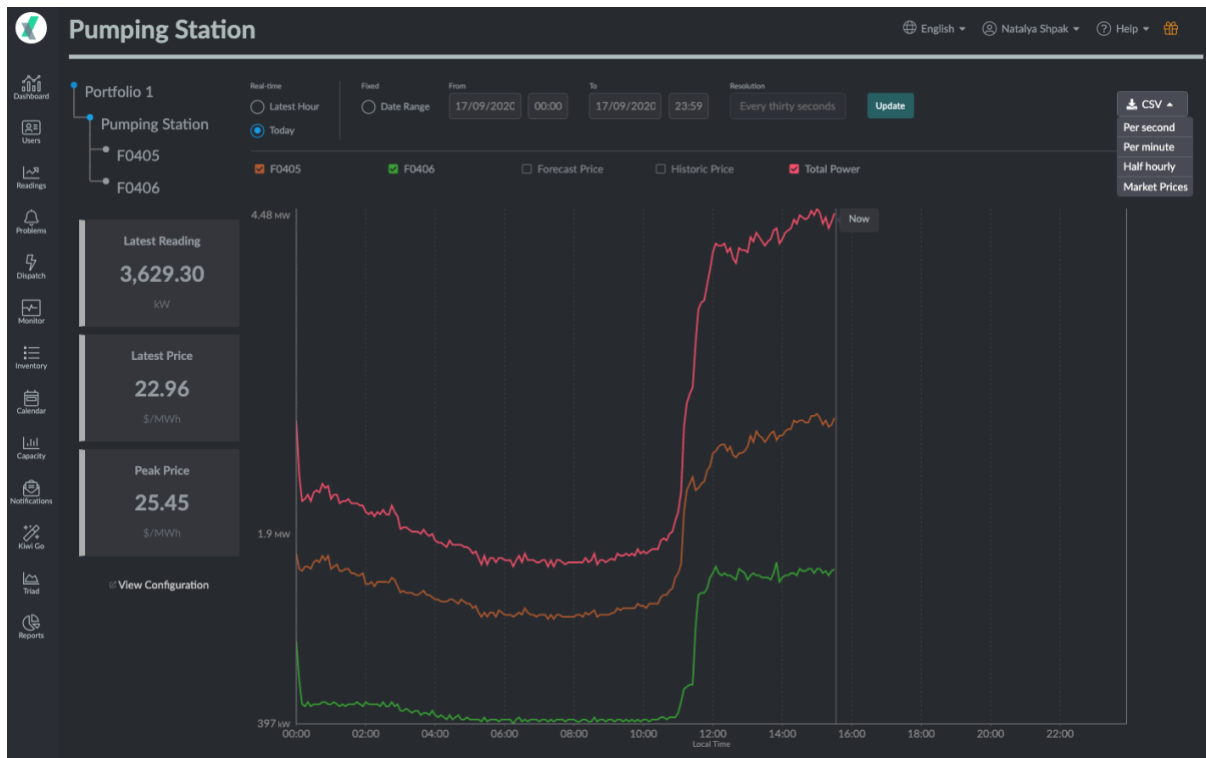 Pumping Station
English
Natalya Shpak
Help
Dashboard
Users
Readings
Problems
Dispatch
Monitor
Inventory
Calendar
Capacity
Notifications
Kiwi Go
Triad
Reports
Portfolio 1
Pumping Station
F0405
F0406
Latest Reading
3,629.30
kW
Latest Price
22.96
$/MWh
Peak Price
25.45
$/MWh
View Configuration
Real-time
Latest Hour
Today
Fixed
Date Range
From
17/09/2020 00:00
To
17/09/2020 23:59
Resolution
Every thirty seconds
Update
CSV
Per second
Per minute
Half hourly
Market Prices
F0405 F0406 Forecast Price Historic Price Total Power
4.48 MW
Now
1.9 MW
397 kW
00:00 02:00 04:00 06:00 08:00 10:00 12:00 14:00 16:00 18:00 20:00 22:00
Local Time